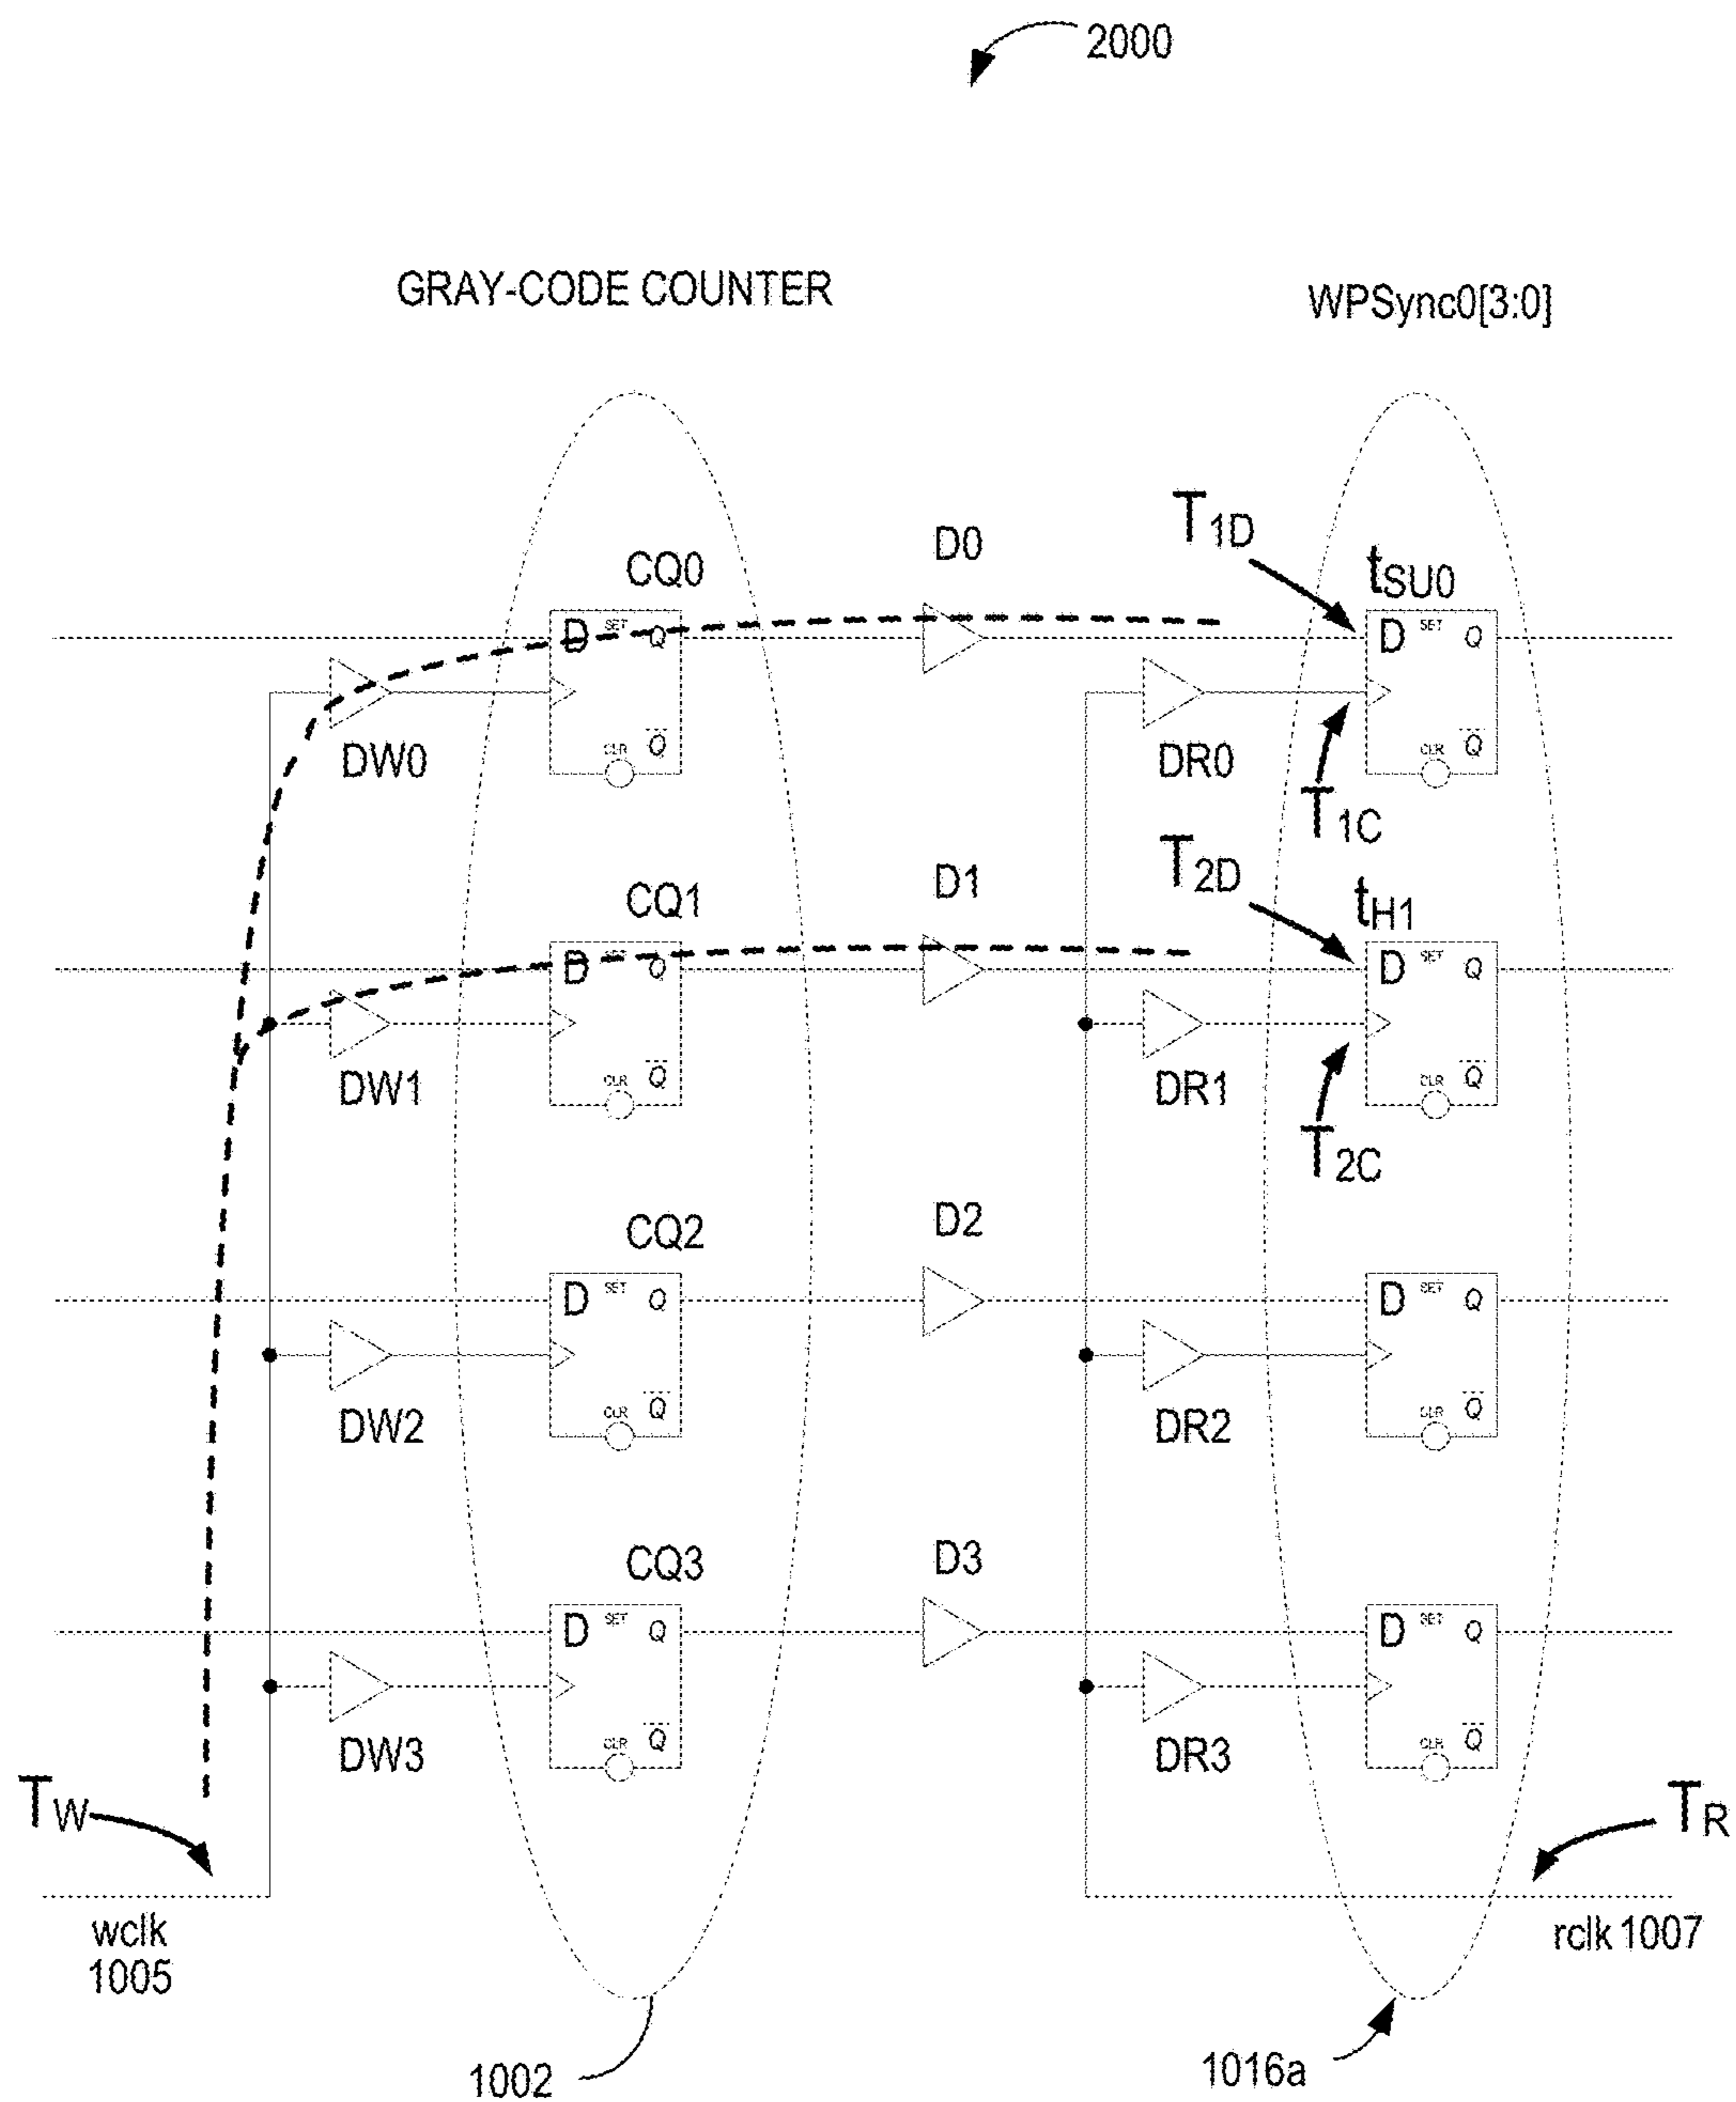 2000
GRAY-CODE COUNTER
WPSync0[3:0]
T1D
D0
CQ0
tSU0
D SET Q
D SET Q
DW0
CLR Q
DR0
CLR Q
T1C
T2D
D1
CQ1
tH1
D SET Q
D SET Q
DW1
CLR Q
DR1
CLR Q
T2C
D2
CQ2
D SET Q
D SET Q
DW2
CLR Q
DR2
CLR Q
D3
CQ3
D SET Q
D SET Q
DW3
CLR Q
DR3
CLR Q
TW
TR
wclk
1005
rclk 1007
1002
1016a